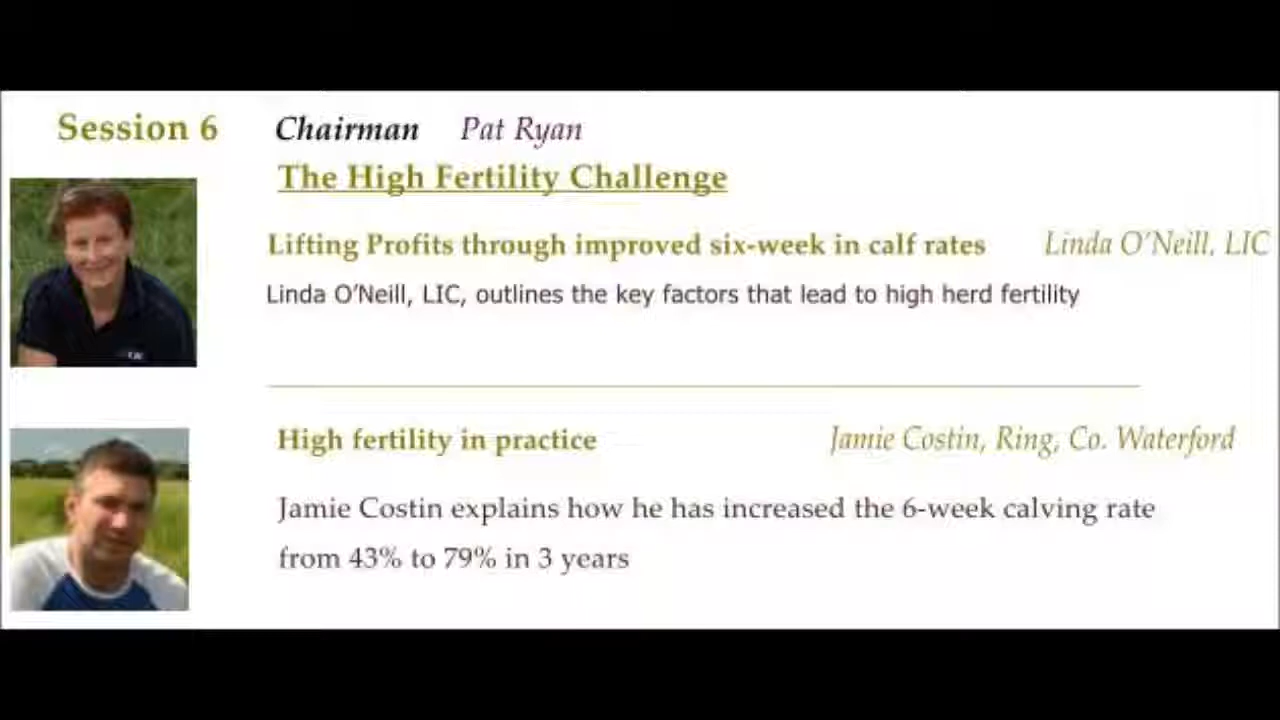 Session 6 Chairman Pat Ryan
The High Fertility Challenge
Lifting Profits through improved six-week in calf rates Linda O'Neill, LIC
Linda O'Neill, LIC, outlines the key factors that lead to high herd fertility
High fertility in practice Jamie Costin, Ring, Co. Waterford
Jamie Costin explains how he has increased the 6-week calving rate
from 43% to 79% in 3 years